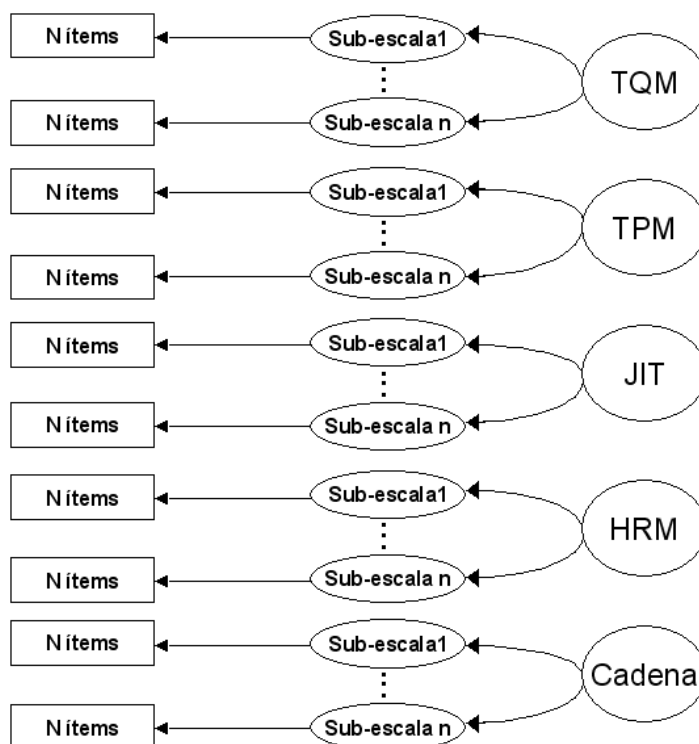 N ítems Sub-escala1
TQM
N ítems Sub-escala n
N ítems Sub-escala1
TPM
N ítems Sub-escala n
N ítems Sub-escala1
JIT
N ítems Sub-escala n
N ítems Sub-escala1
HRM
N ítems Sub-escala n
N ítems Sub-escala1
Cadena
N ítems Sub-escala n